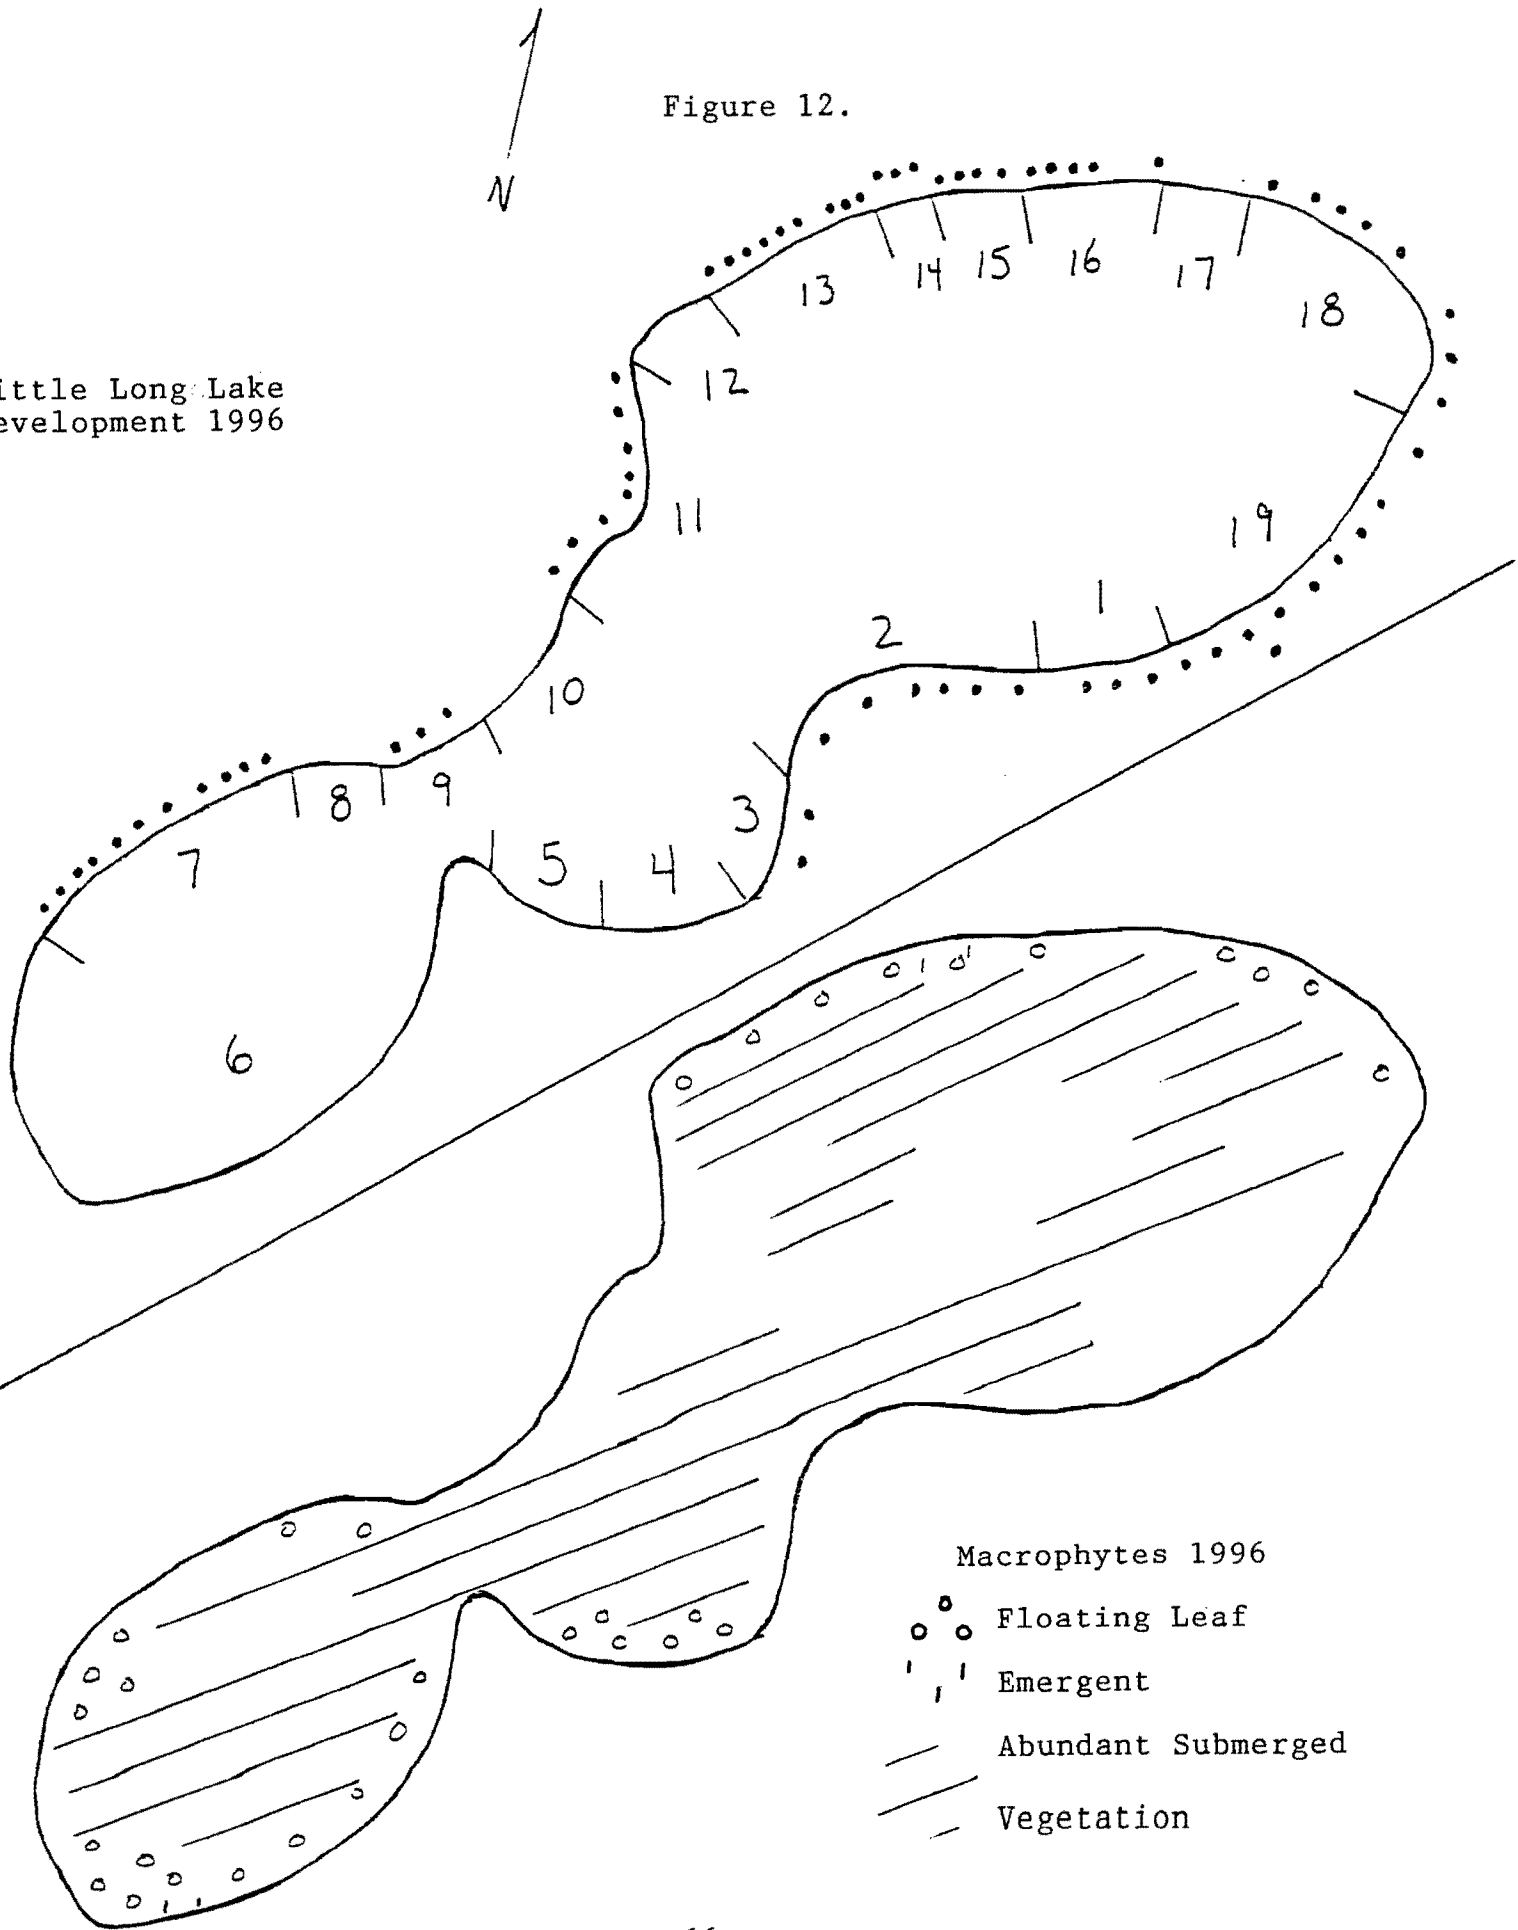 Figure 12.
N
ittle Long Lake
evelopment 1996
13
14
15
16
17
18
12
11
19
1
2
10
3
9
8
5
4
7
6
Macrophytes 1996
Floating Leaf
Emergent
Abundant Submerged
Vegetation